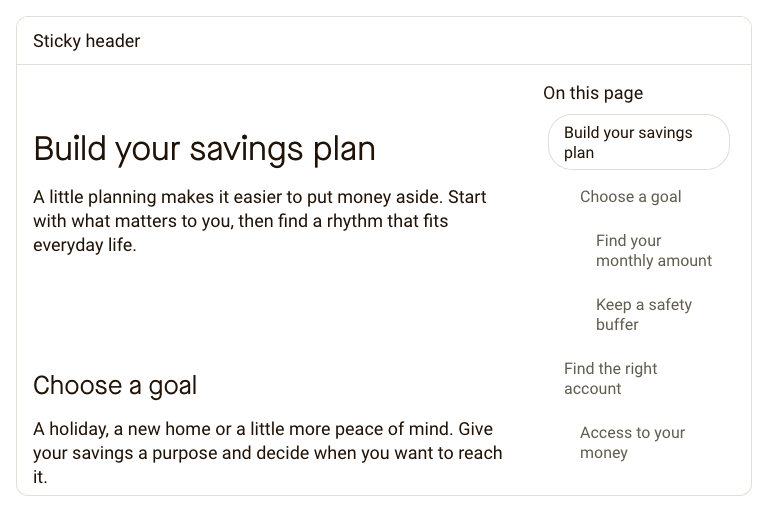 Sticky header
Build your savings plan
A little planning makes it easier to put money aside. Start
with what matters to you, then find a rhythm that fits
everyday life.
Choose a goal
A holiday, a new home or a little more peace of mind. Give
your savings a purpose and decide when you want to reach
it.
On this page
Build your savings
plan
Choose a goal
Find your
monthly amount
Keep a safety
buffer
Find the right
account
Access to your
money